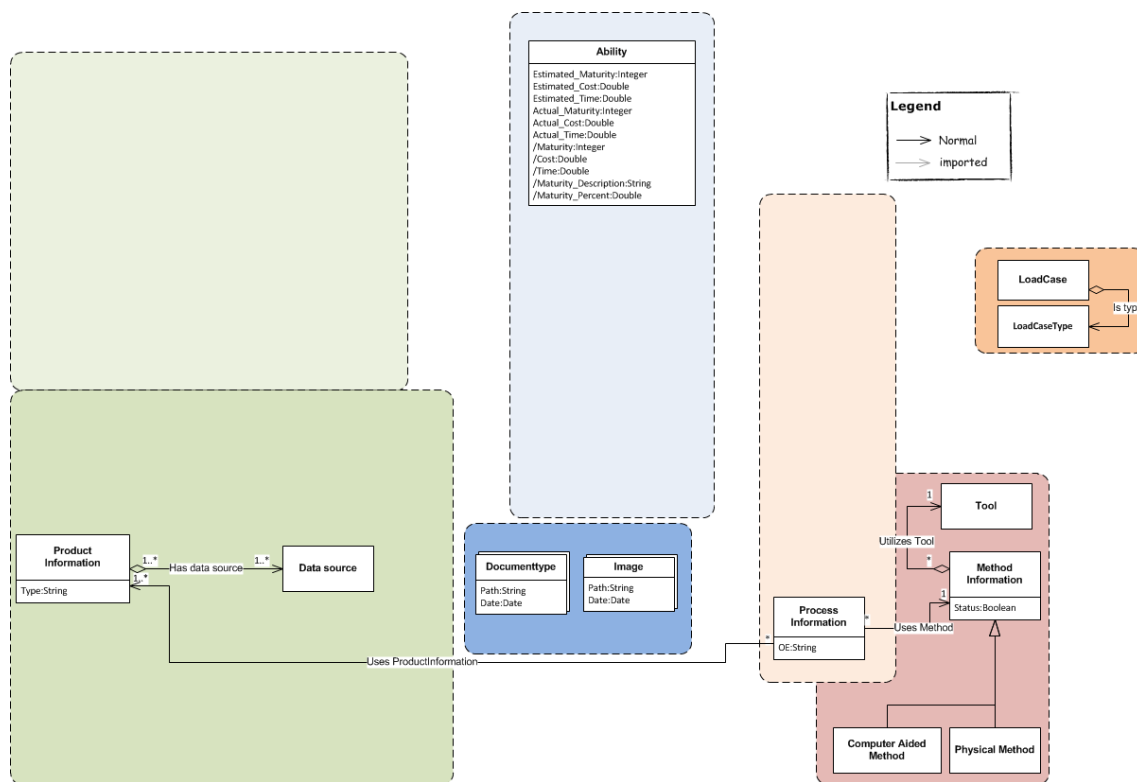 Ability
Estimated_Maturity:Integer
Estimated_Cost:Double
Estimated_Time:Double
Actual_Maturity:Integer
Actual_Cost:Double
Actual_Time:Double
/Maturity:Integer
/Cost:Double
/Time:Double
/Maturity_Description:String
/Maturity_Percent:Double
Legend
Normal
imported
LoadCase
Is typ
LoadCaseType
Tool
1
Utilizes Tool
*
Method
Information
Status:Boolean
1
Uses Method
*
Process
Information
OE:String
*
Product
Information
Type:String
1..*
Has data source
1..*
Data source
1..*
Uses ProductInformation
Documenttype
Path:String
Date:Date
Image
Path:String
Date:Date
Computer Aided
Method
Physical Method